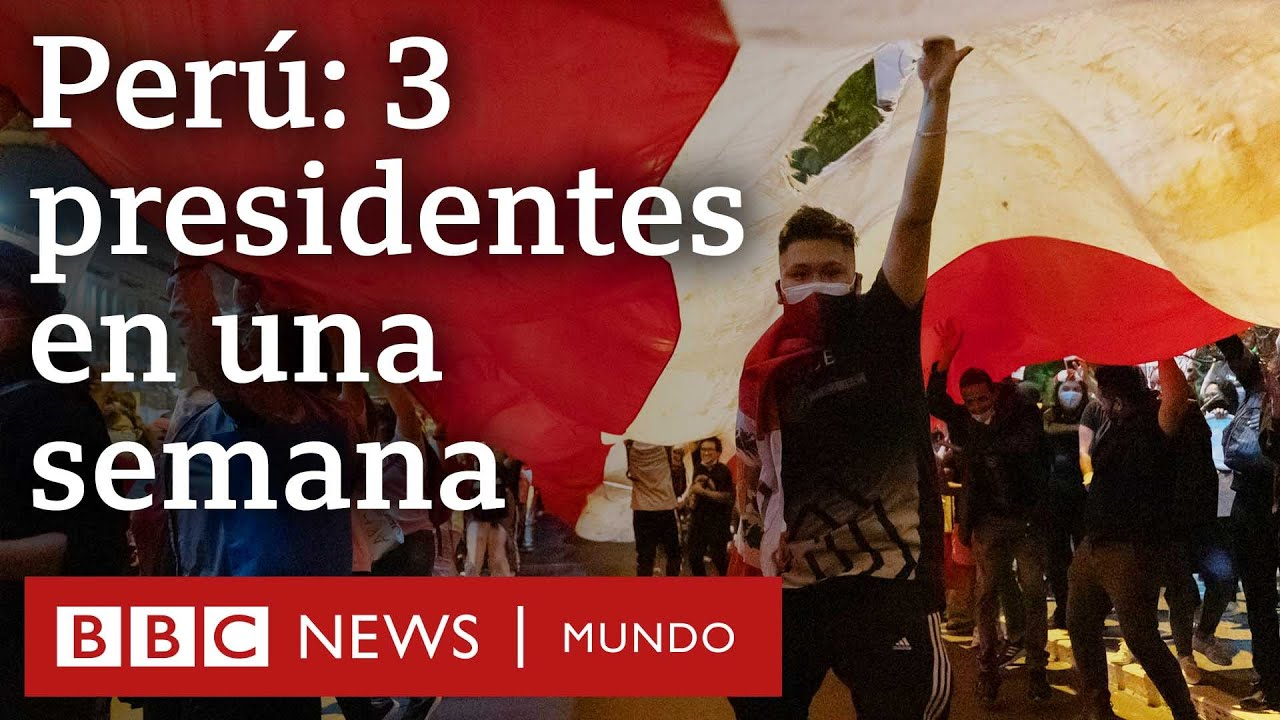 Perú: 3
presidentes
en una
semana
BBC NEWS | MUNDO